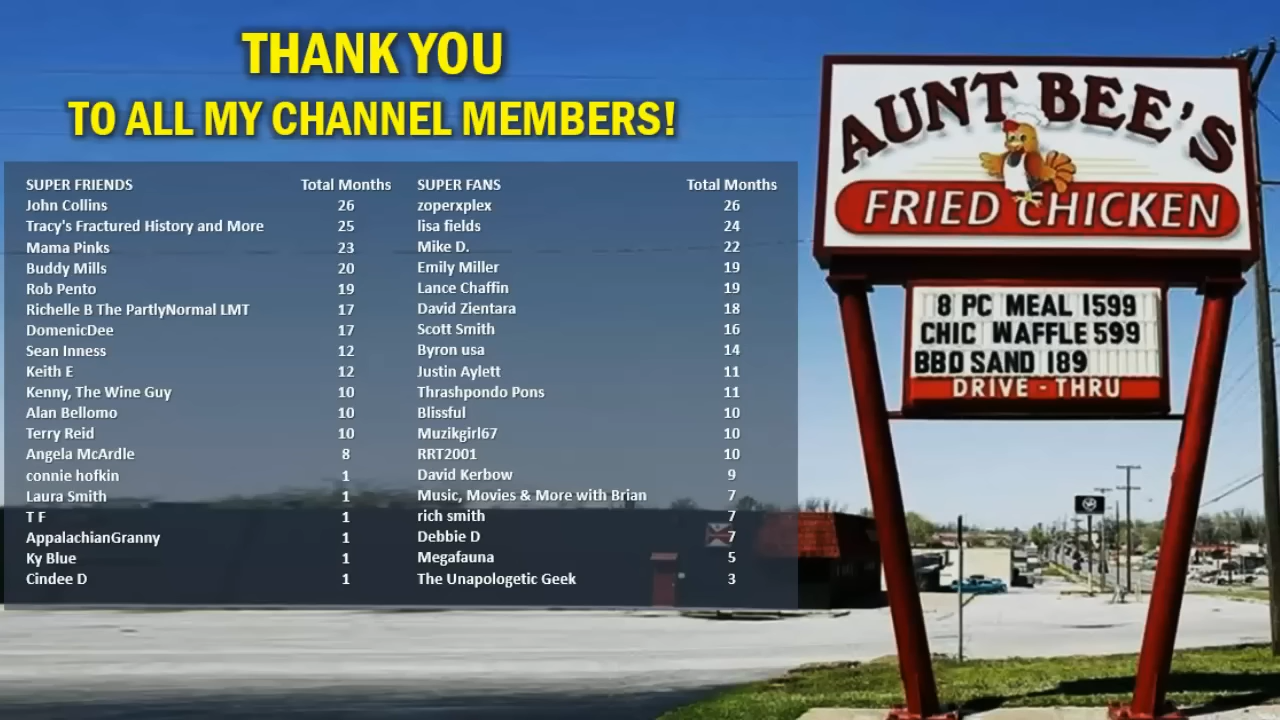 THANK YOU
TO ALL MY CHANNEL MEMBERS!
SUPER FRIENDS Total Months SUPER FANS Total Months
John Collins 26 zoperxplex 26
Tracy's Fractured History and More 25 lisa fields 24
Mama Pinks 23 Mike D. 22
Buddy Mills 20 Emily Miller 19
Rob Pento 19 Lance Chaffin 19
Richelle B The PartlyNormal LMT 17 David Zientara 18
DomenicDee 17 Scott Smith 16
Sean Inness 12 Byron usa 14
Keith E 12 Justin Aylett 11
Kenny, The Wine Guy 10 Thrashpondo Pons 11
Alan Bellomo 10 Blissful 10
Terry Reid 10 Muzikgirl67 10
Angela McArdle 8 RRT2001 10
connie hofkin 1 David Kerbow 9
Laura Smith 1 Music, Movies & More with Brian 7
T F 1 rich smith 7
AppalachianGranny 1 Debbie D 7
Ky Blue 1 Megafauna 5
Cindee D 1 The Unapologetic Geek 3
AUNT BEE'S
FRIED CHICKEN
8 PC MEAL 1599
CHIC WAFFLE 599
BBQ SAND 189
DRIVE - THRU